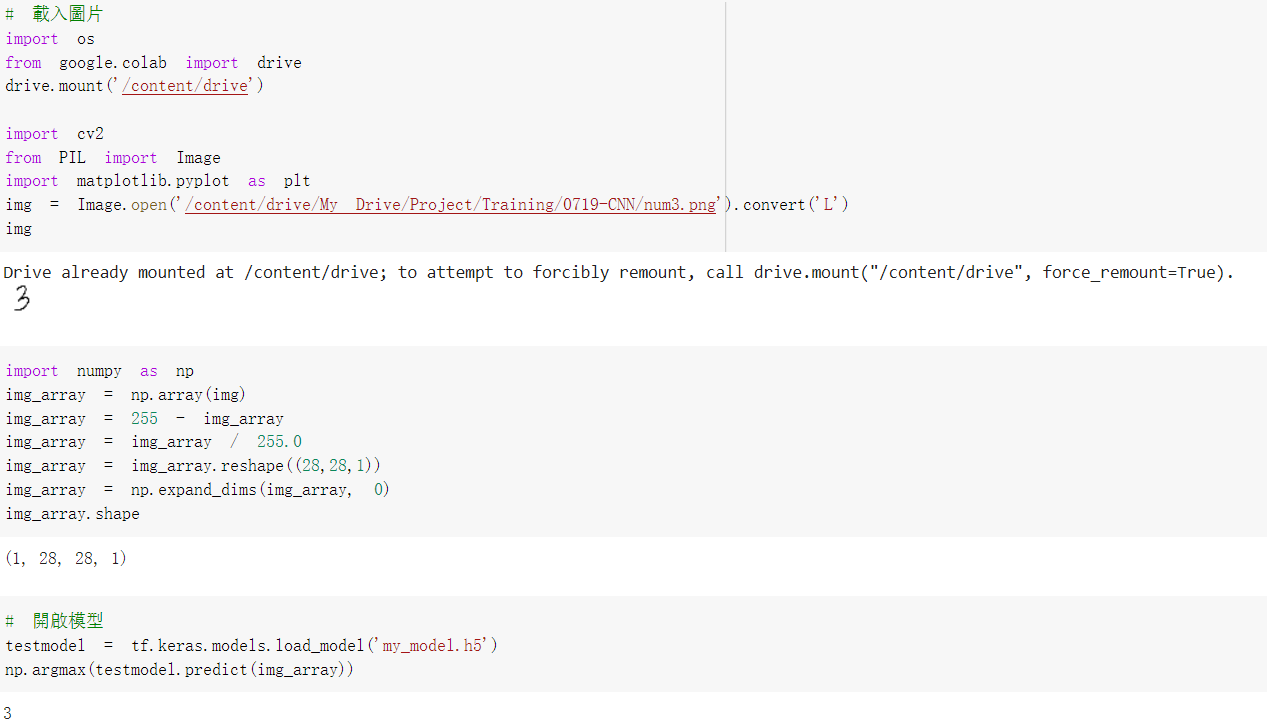 # 載入圖片
import os
from google.colab import drive
drive.mount('/content/drive')
import cv2
from PIL import Image
import matplotlib.pyplot as plt
img = Image.open('/content/drive/My Drive/Project/Training/0719-CNN/num3.png').convert('L')
img
Drive already mounted at /content/drive; to attempt to forcibly remount, call drive.mount("/content/drive", force_remount=True).
3
import numpy as np
img_array = np.array(img)
img_array = 255 - img_array
img_array = img_array / 255.0
img_array = img_array.reshape((28,28,1))
img_array = np.expand_dims(img_array, 0)
img_array.shape
(1, 28, 28, 1)
# 開啟模型
testmodel = tf.keras.models.load_model('my_model.h5')
np.argmax(testmodel.predict(img_array))
3